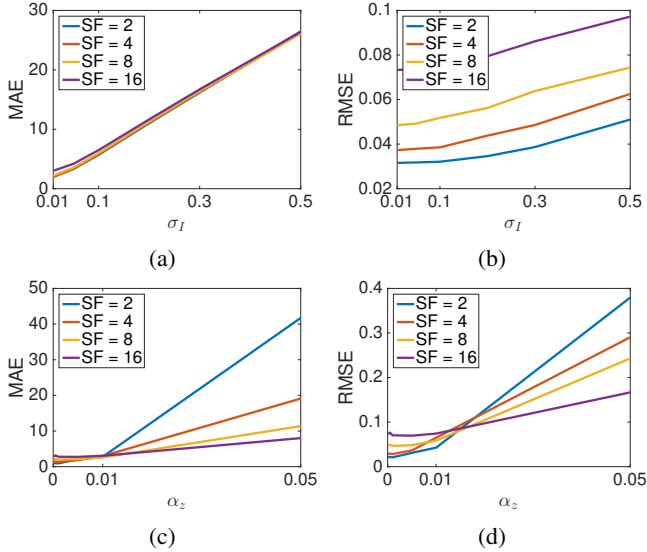 30
20
10
0
MAE
SF = 2
SF = 4
SF = 8
SF = 16
0.01 0.1 0.3 0.5
σ_I
(a)
0.1
0.08
0.06
0.04
0.02
RMSE
SF = 2
SF = 4
SF = 8
SF = 16
0.01 0.1 0.3 0.5
σ_I
(b)
50
40
30
20
10
0
MAE
SF = 2
SF = 4
SF = 8
SF = 16
0 0.01 0.05
α_z
(c)
0.4
0.3
0.2
0.1
0
RMSE
SF = 2
SF = 4
SF = 8
SF = 16
0 0.01 0.05
α_z
(d)